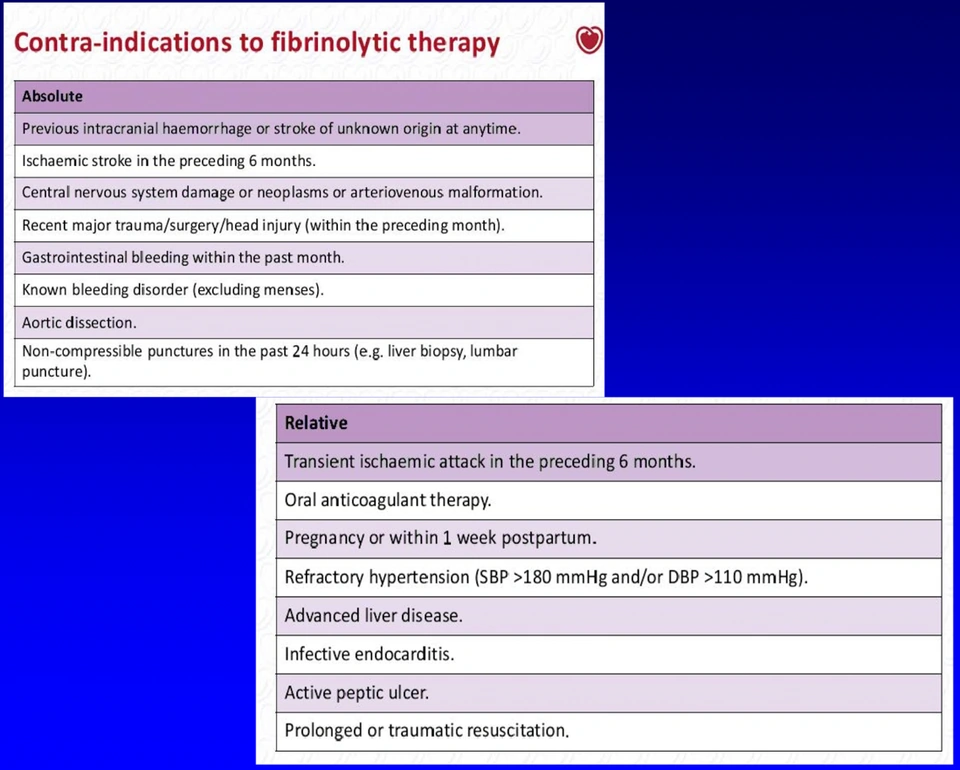 Contra-indications to fibrinolytic therapy
Absolute
Previous intracranial haemorrhage or stroke of unknown origin at anytime.
Ischaemic stroke in the preceding 6 months.
Central nervous system damage or neoplasms or arteriovenous malformation.
Recent major trauma/surgery/head injury (within the preceding month).
Gastrointestinal bleeding within the past month.
Known bleeding disorder (excluding menses).
Aortic dissection.
Non-compressible punctures in the past 24 hours (e.g. liver biopsy, lumbar
puncture).
Relative
Transient ischaemic attack in the preceding 6 months.
Oral anticoagulant therapy.
Pregnancy or within 1 week postpartum.
Refractory hypertension (SBP >180 mmHg and/or DBP >110 mmHg).
Advanced liver disease.
Infective endocarditis.
Active peptic ulcer.
Prolonged or traumatic resuscitation.